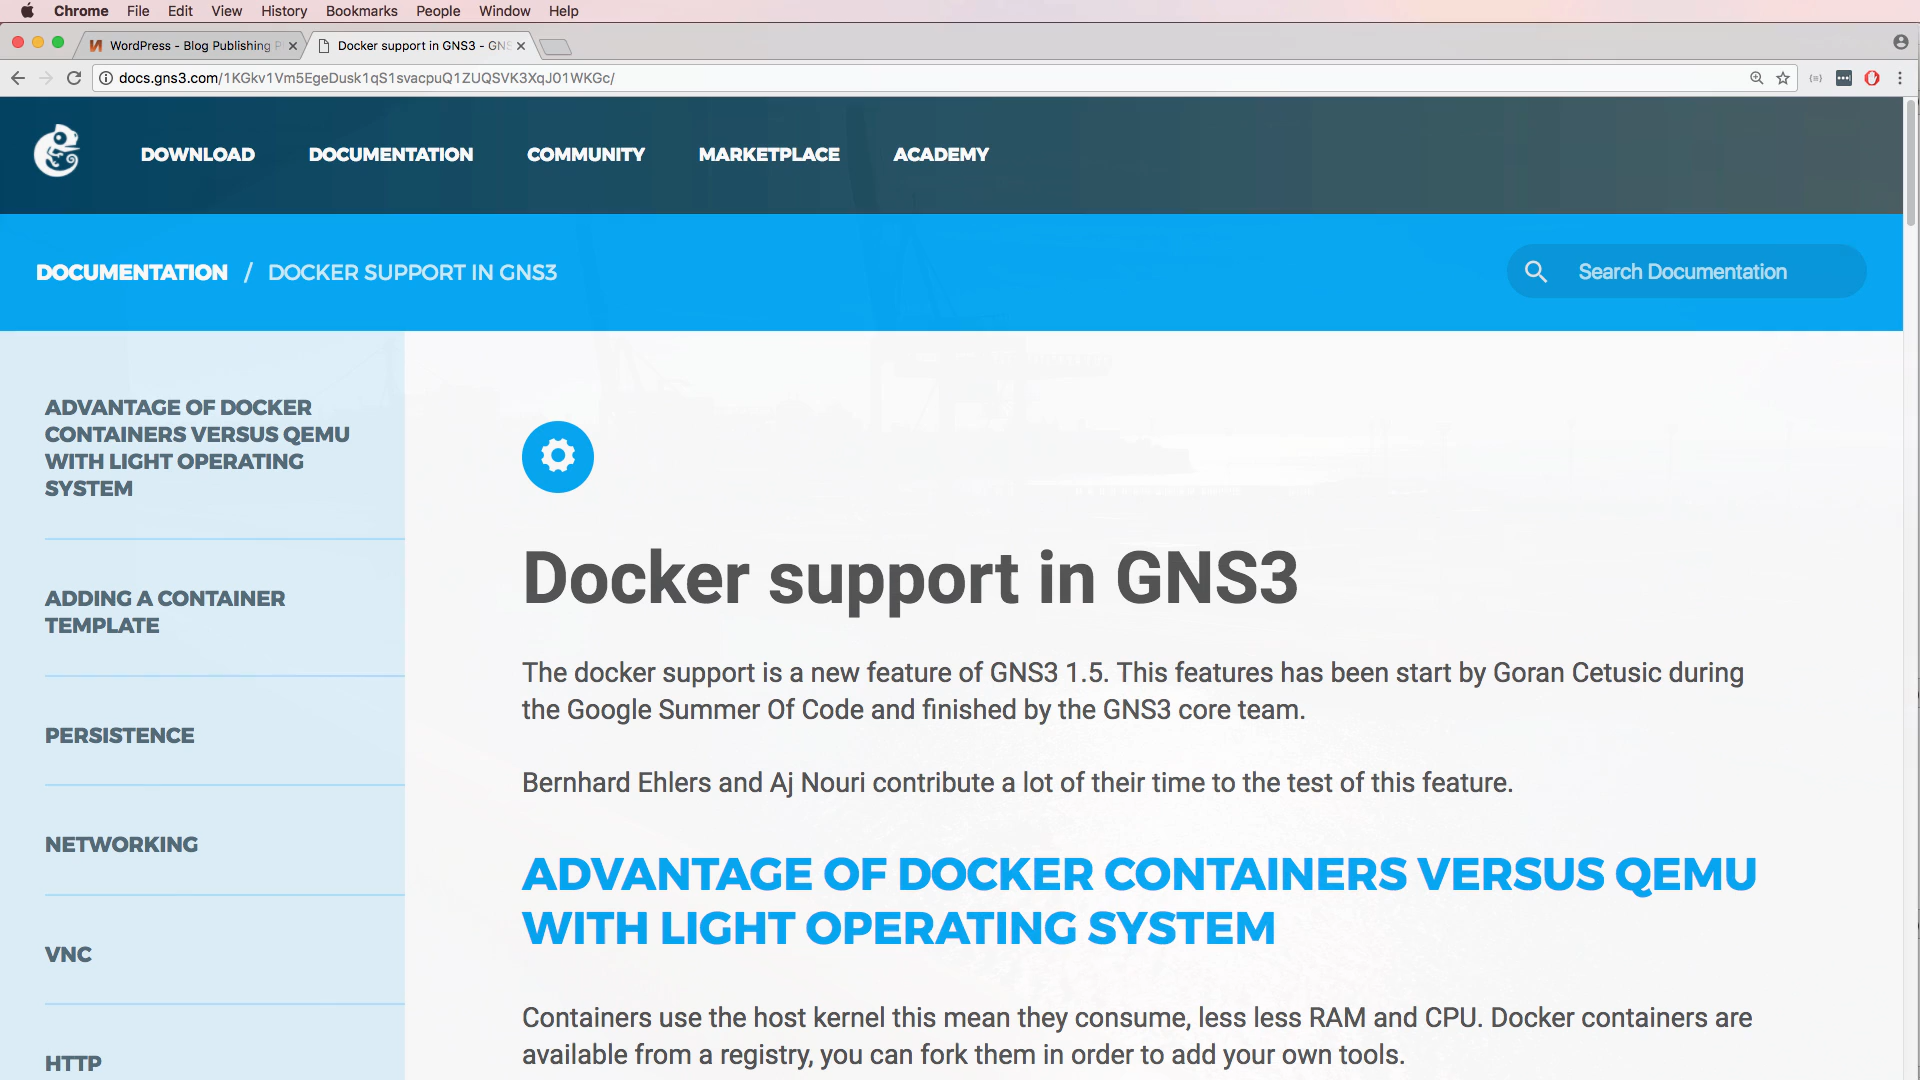 Chrome File Edit View History Bookmarks People Window Help
WordPress - Blog Publishing P
Docker support in GNS3 - GNS
docs.gns3.com/1KGkv1Vm5EgeDusk1qS1svacpuQ1ZUQSVK3XqJ01WKGc/
DOWNLOAD DOCUMENTATION COMMUNITY MARKETPLACE ACADEMY
DOCUMENTATION / DOCKER SUPPORT IN GNS3
Search Documentation
ADVANTAGE OF DOCKER
CONTAINERS VERSUS QEMU
WITH LIGHT OPERATING
SYSTEM
ADDING A CONTAINER
TEMPLATE
PERSISTENCE
NETWORKING
VNC
HTTP
Docker support in GNS3
The docker support is a new feature of GNS3 1.5. This features has been start by Goran Cetusic during
the Google Summer Of Code and finished by the GNS3 core team.
Bernhard Ehlers and Aj Nouri contribute a lot of their time to the test of this feature.
ADVANTAGE OF DOCKER CONTAINERS VERSUS QEMU
WITH LIGHT OPERATING SYSTEM
Containers use the host kernel this mean they consume, less less RAM and CPU. Docker containers are
available from a registry, you can fork them in order to add your own tools.